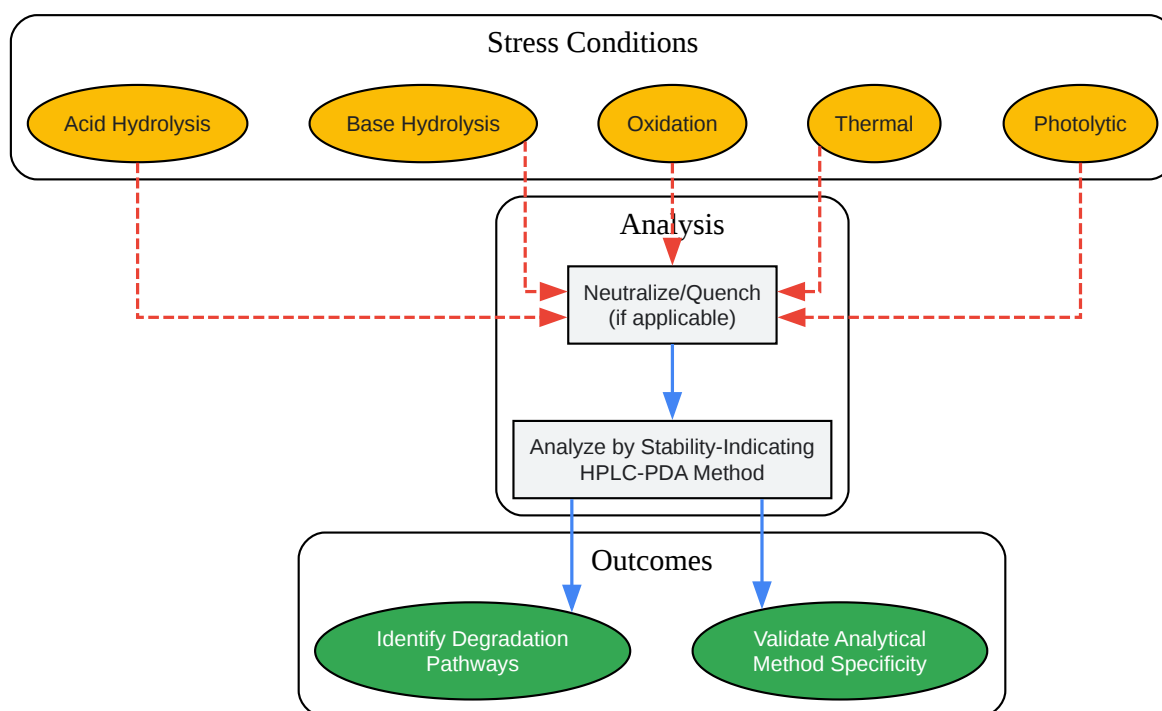 Stress Conditions
Acid Hydrolysis
Base Hydrolysis
Oxidation
Thermal
Photolytic
Analysis
Neutralize/Quench
(if applicable)
Analyze by Stability-Indicating
HPLC-PDA Method
Outcomes
Identify Degradation
Pathways
Validate Analytical
Method Specificity